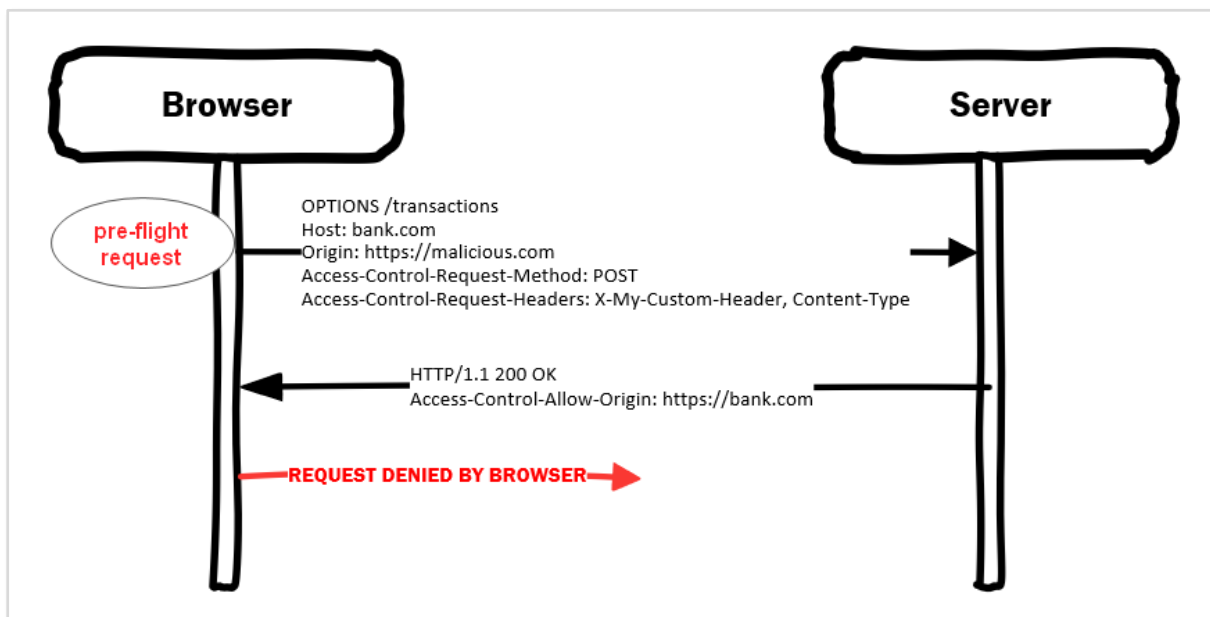 Browser
Server
pre-flight
request
OPTIONS /transactions
Host: bank.com
Origin: https://malicious.com
Access-Control-Request-Method: POST
Access-Control-Request-Headers: X-My-Custom-Header, Content-Type
HTTP/1.1 200 OK
Access-Control-Allow-Origin: https://bank.com
REQUEST DENIED BY BROWSER